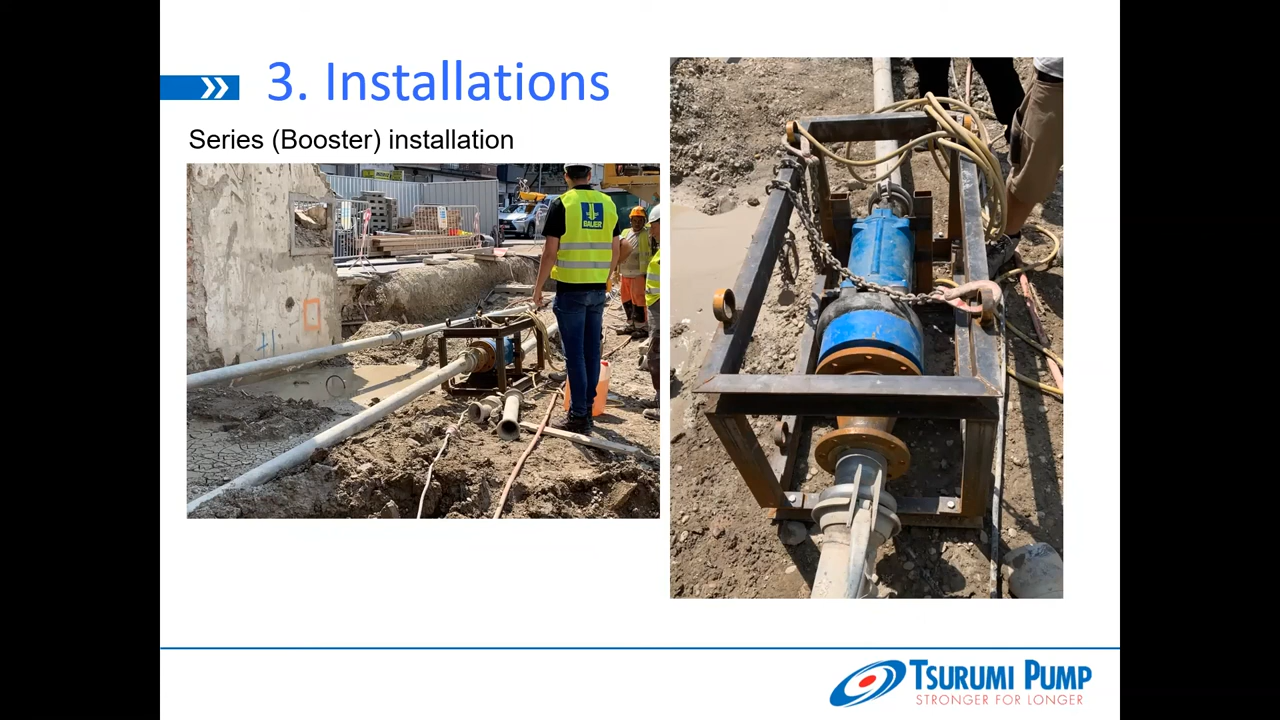 3. Installations
Series (Booster) installation
BAUER
TSURUMI PUMP
STRONGER FOR LONGER